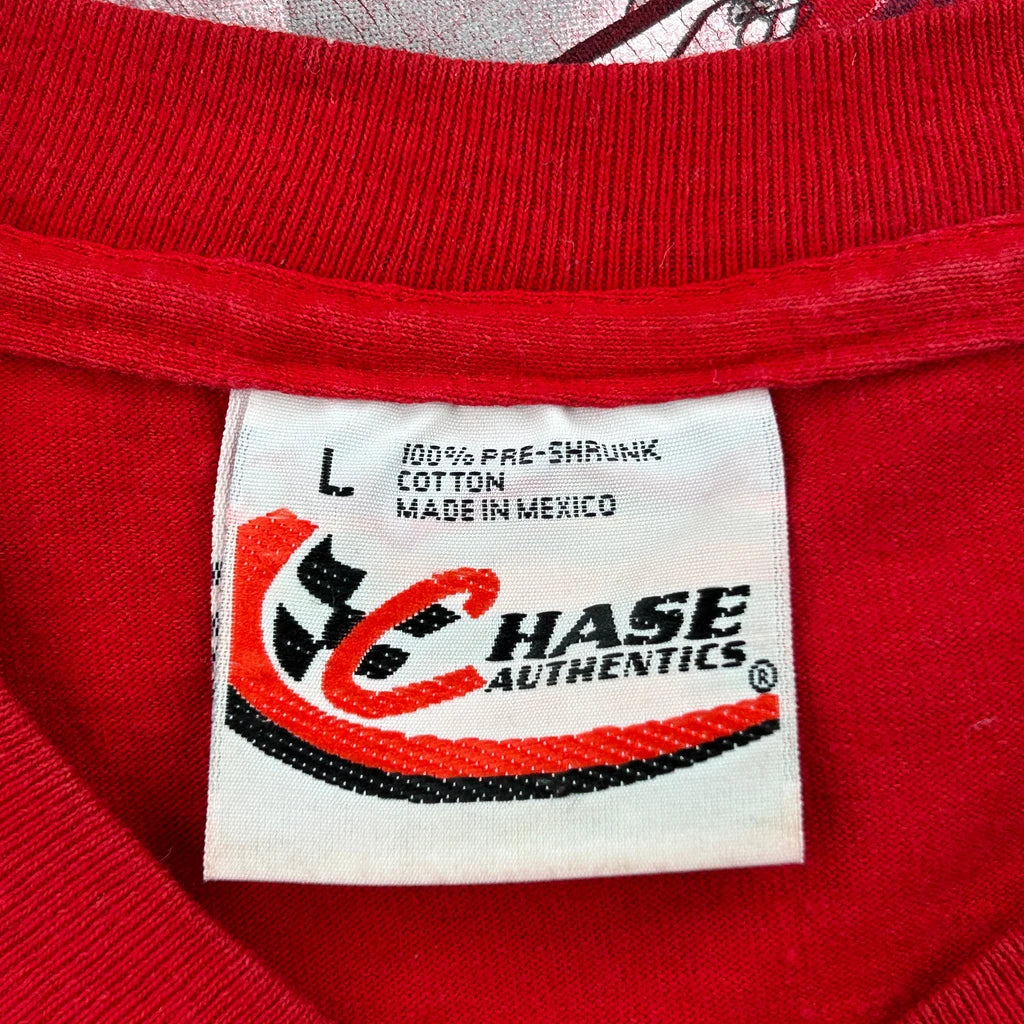 L
100% PRE-SHRUNK
COTTON
MADE IN MEXICO
CHASE
AUTHENTICS
®